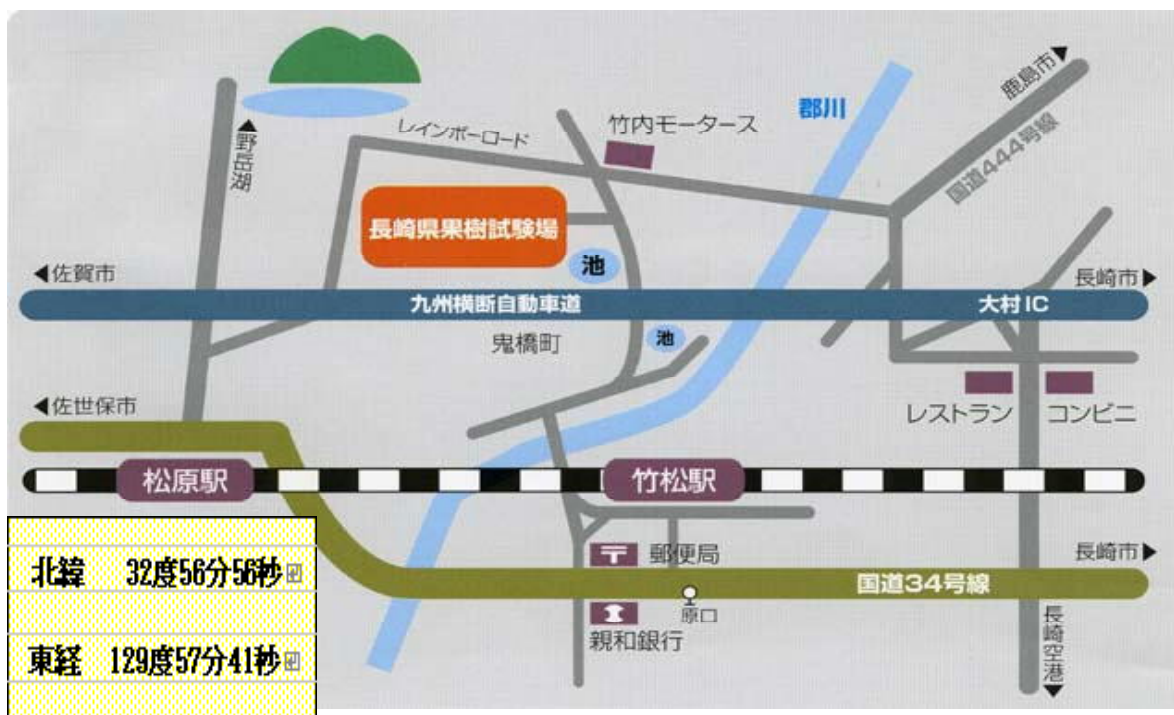 鹿島市▼
郡川
竹内モータース
レインボーロード
国道444号線
▲野岳湖
長崎県果樹試験場
池
◀佐賀市
長崎市▶
九州横断自動車道
大村IC
鬼橋町
池
◀佐世保市
レストラン
コンビニ
松原駅
竹松駅
〒
郵便局
長崎市▶
北緯 32度56分56秒
国道34号線
原口
親和銀行
長崎空港▼
東経 129度57分41秒